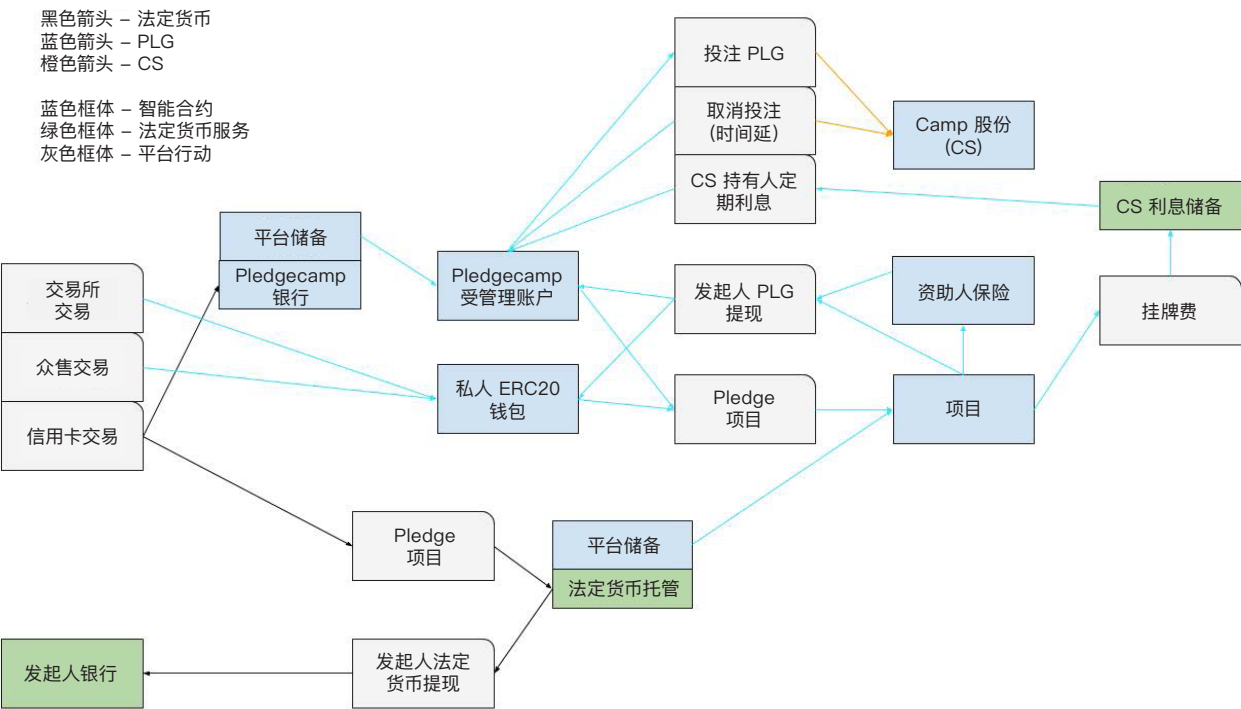 黑色箭头 – 法定货币
蓝色箭头 – PLG
橙色箭头 – CS
蓝色框体 – 智能合约
绿色框体 – 法定货币服务
灰色框体 – 平台行动
投注 PLG
取消投注
(时间延)
CS 持有人定
期利息
Camp 股份
(CS)
CS 利息储备
平台储备
Pledgecamp
银行
Pledgecamp
受管理账户
发起人 PLG
提现
资助人保险
挂牌费
交易所
交易
众售交易
信用卡交易
私人 ERC20
钱包
Pledge
项目
项目
Pledge
项目
平台储备
法定货币托管
发起人银行
发起人法定
货币提现